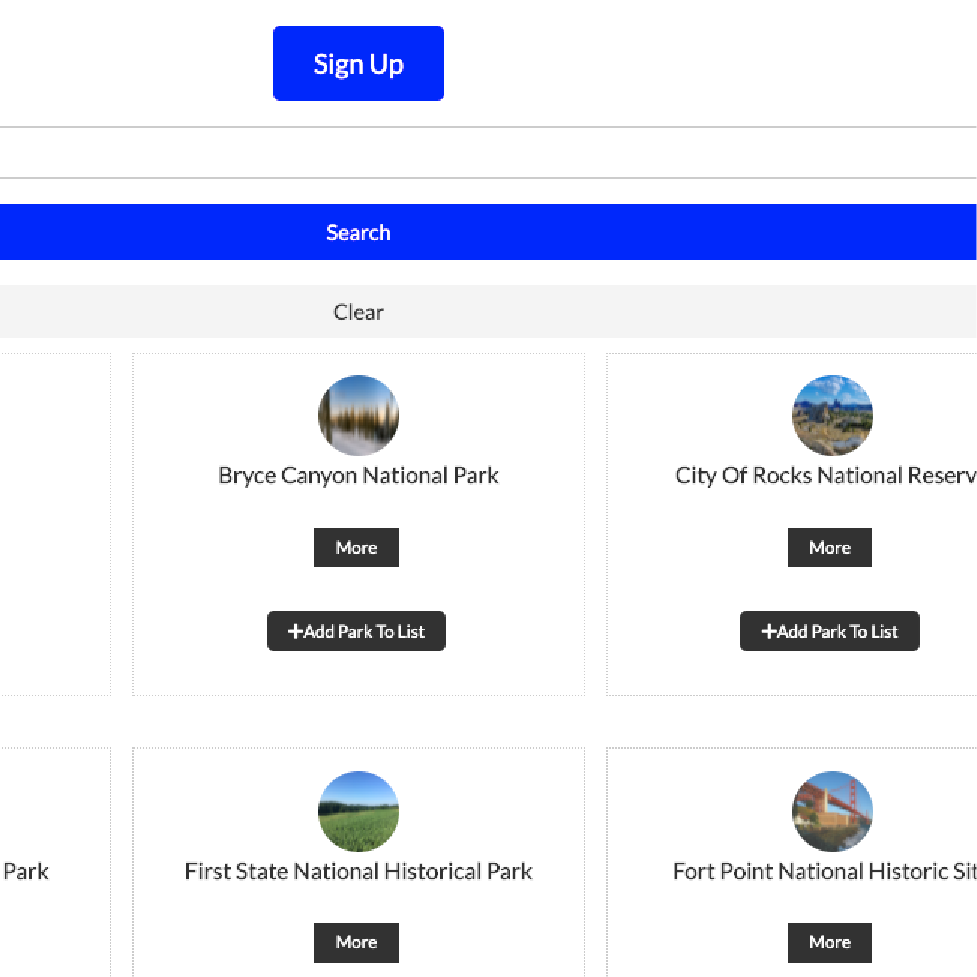 Sign Up
Search
Clear
Bryce Canyon National Park
City Of Rocks National Reserv
More
More
+Add Park To List
+Add Park To List
Park
First State National Historical Park
Fort Point National Historic Sit
More
More